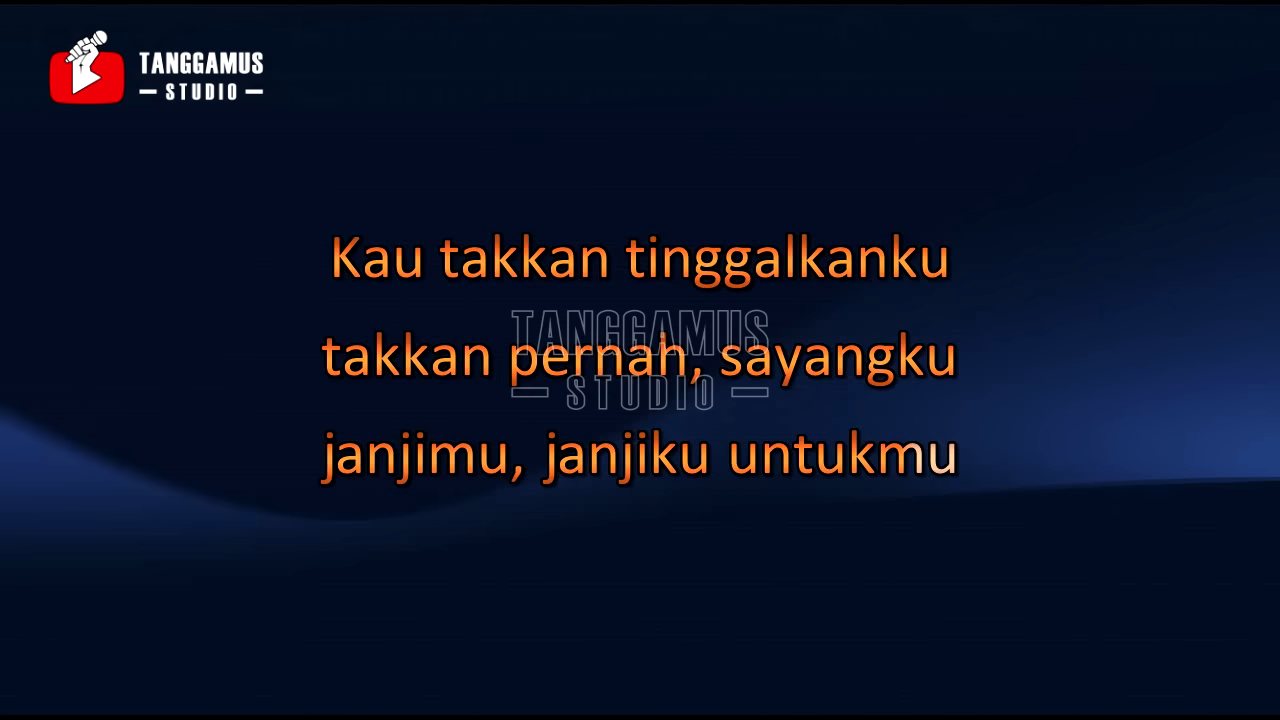 TANGGAMUS
STUDIO
Kau takkan tinggalkanku
TANGGAMUS
takkan pernah, sayangku
STUDIO
janjimu, janjiku untukmu